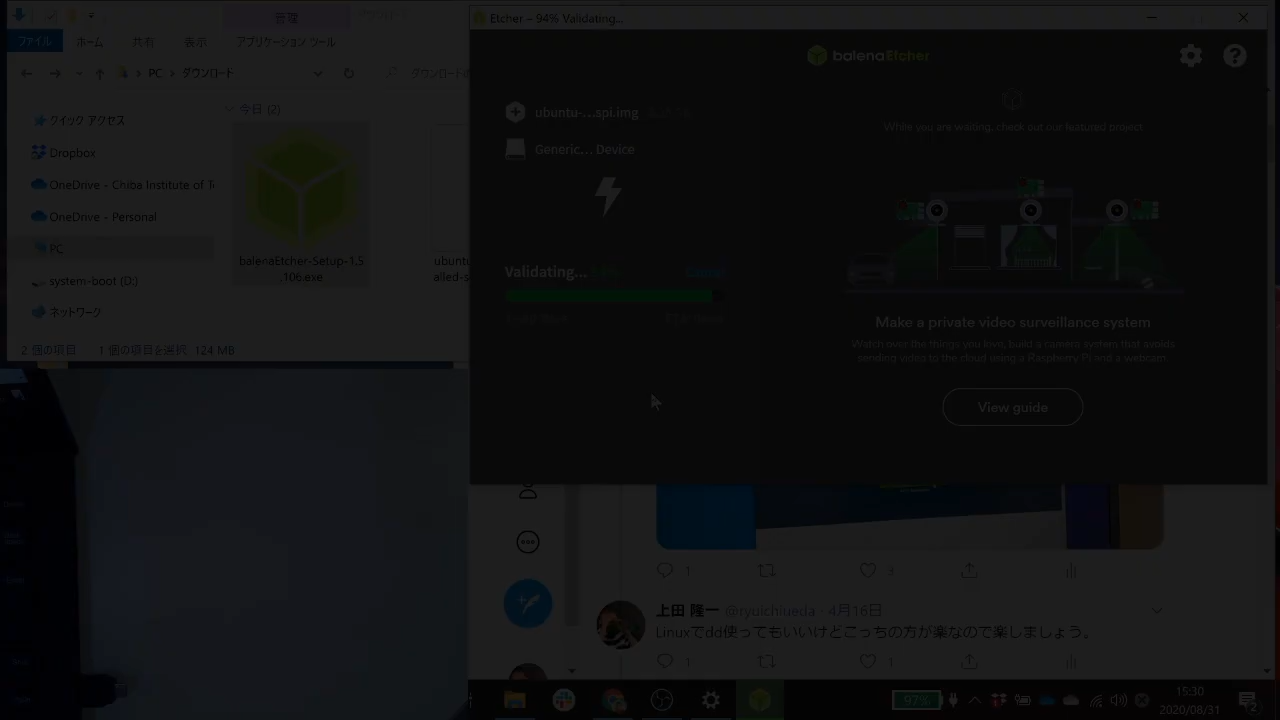 管理
ファイル
ホーム
共有
表示
アプリケーション ツール
PC
ダウンロード
今日 (2)
クイック アクセス
Dropbox
OneDrive - Chiba Institute of T
OneDrive - Personal
PC
system-boot (D:)
ネットワーク
balenaEtcher-Setup-1.5
.106.exe
2 個の項目
1 個の項目を選択 124 MB
Etcher – 94% Validating...
balenaEtcher
ubuntu-...spi.img
Generic... Device
Validating...
While you are waiting, check out our featured project
Make a private video surveillance system
Watch over the things you love, build a camera system that avoids
sending video to the cloud using a Raspberry Pi and a webcam.
View guide
1
上田 隆一 @ryuichiueda · 4月16日
Linuxでdd使ってもいいけどこっちの方が楽なので楽しましょう。
1
1
97%
15:30
2020/08/31
2